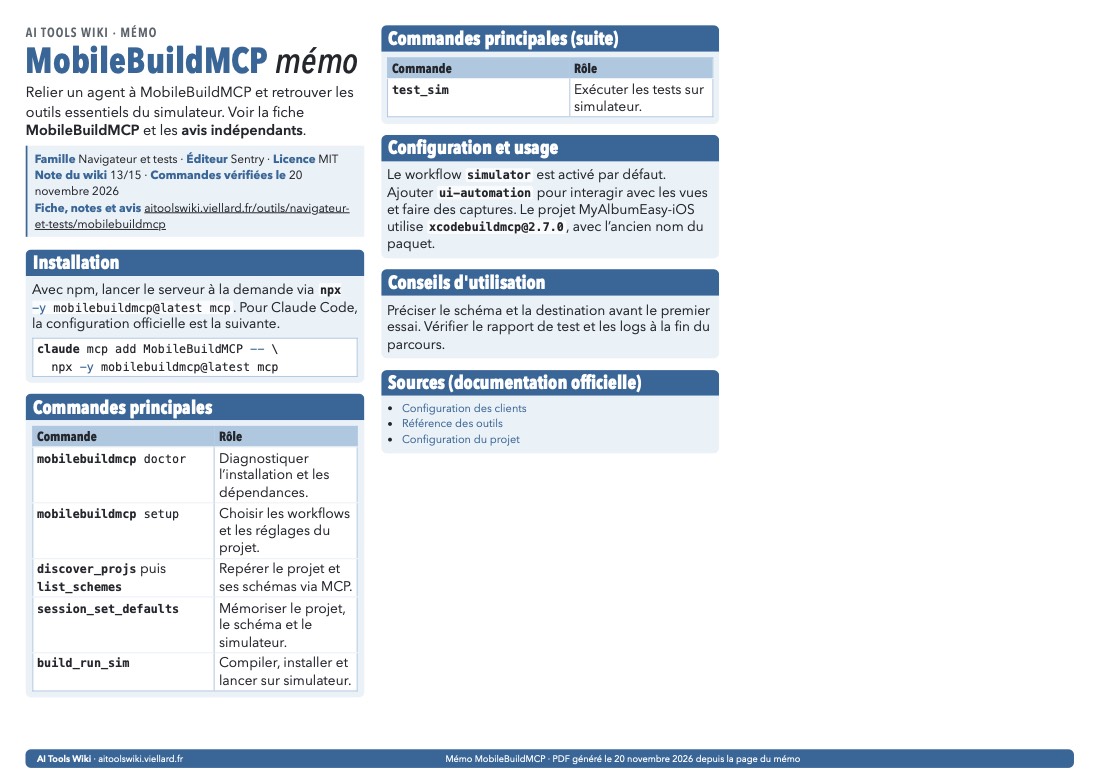 AI TOOLS WIKI · MÉMO
MobileBuildMCP mémo
Relier un agent à MobileBuildMCP et retrouver les
outils essentiels du simulateur. Voir la fiche
MobileBuildMCP et les avis indépendants.
Famille Navigateur et tests · Éditeur Sentry · Licence MIT
Note du wiki 13/15 · Commandes vérifiées le 20
novembre 2026
Fiche, notes et avis aitoolswiki.viellard.fr/outils/navigateur-
et-tests/mobilebuildmcp
Installation
Avec npm, lancer le serveur à la demande via npx
-y mobilebuildmcp@latest mcp. Pour Claude Code,
la configuration officielle est la suivante.
claude mcp add MobileBuildMCP -- \
npx -y mobilebuildmcp@latest mcp
Commandes principales
Commande Rôle
mobilebuildmcp doctor Diagnostiquer
l'installation et les
dépendances.
mobilebuildmcp setup Choisir les workflows
et les réglages du
projet.
discover_projs puis Repérer le projet et
list_schemes ses schémas via MCP.
session_set_defaults Mémoriser le projet,
le schéma et le
simulateur.
build_run_sim Compiler, installer et
lancer sur simulateur.
Commandes principales (suite)
Commande Rôle
test_sim Exécuter les tests sur
simulateur.
Configuration et usage
Le workflow simulator est activé par défaut.
Ajouter ui-automation pour interagir avec les vues
et faire des captures. Le projet MyAlbumEasy-iOS
utilise xcodebuildmcp@2.7.0, avec l'ancien nom du
paquet.
Conseils d'utilisation
Préciser le schéma et la destination avant le premier
essai. Vérifier le rapport de test et les logs à la fin du
parcours.
Sources (documentation officielle)
• Configuration des clients
• Référence des outils
• Configuration du projet
AI Tools Wiki · aitoolswiki.viellard.fr
Mémo MobileBuildMCP · PDF généré le 20 novembre 2026 depuis la page du mémo